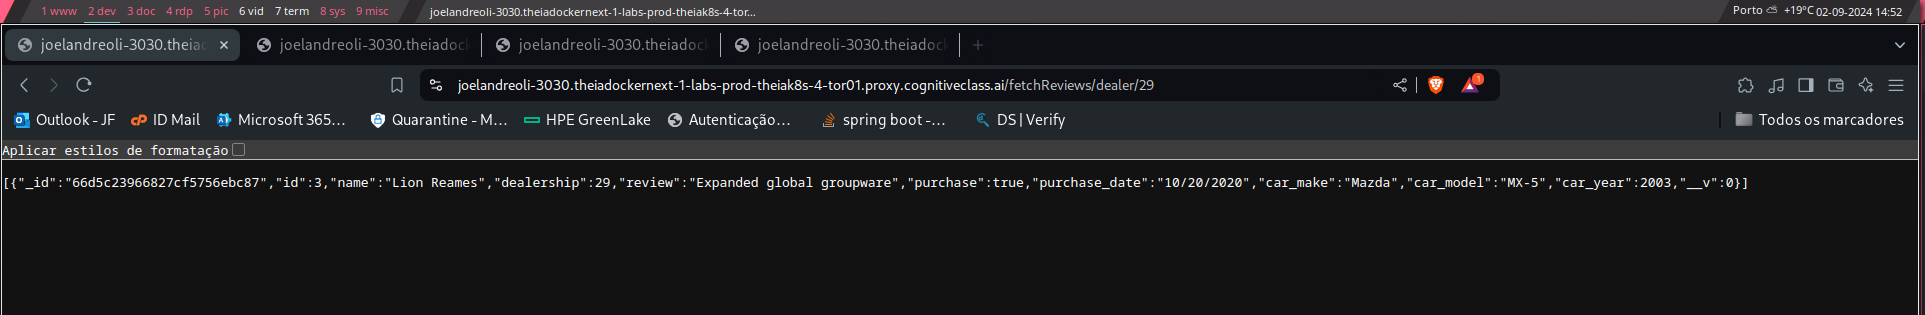 1 www 2 dev 3 doc 4 rdp 5 pic 6 vid 7 term 8 sys 9 misc joelandreoli-3030.theiadockernext-1-labs-prod-theiak8s-4-tor... Porto +19°C 02-09-2024 14:52
joelandreoli-3030.theiadoc joelandreoli-3030.theiadock joelandreoli-3030.theiadock joelandreoli-3030.theiadock
joelandreoli-3030.theiadockernext-1-labs-prod-theiak8s-4-tor01.proxy.cognitiveclass.ai/fetchReviews/dealer/29 1
Outlook - JF ID Mail Microsoft 365... Quarantine - M... HPE GreenLake Autenticação... spring boot -... DS | Verify Todos os marcadores
Aplicar estilos de formatação
[{"_id":"66d5c23966827cf5756ebc87","id":3,"name":"Lion Reames","dealership":29,"review":"Expanded global groupware","purchase":true,"purchase_date":"10/20/2020","car_make":"Mazda","car_model":"MX-5","car_year":2003,"__v":0}]